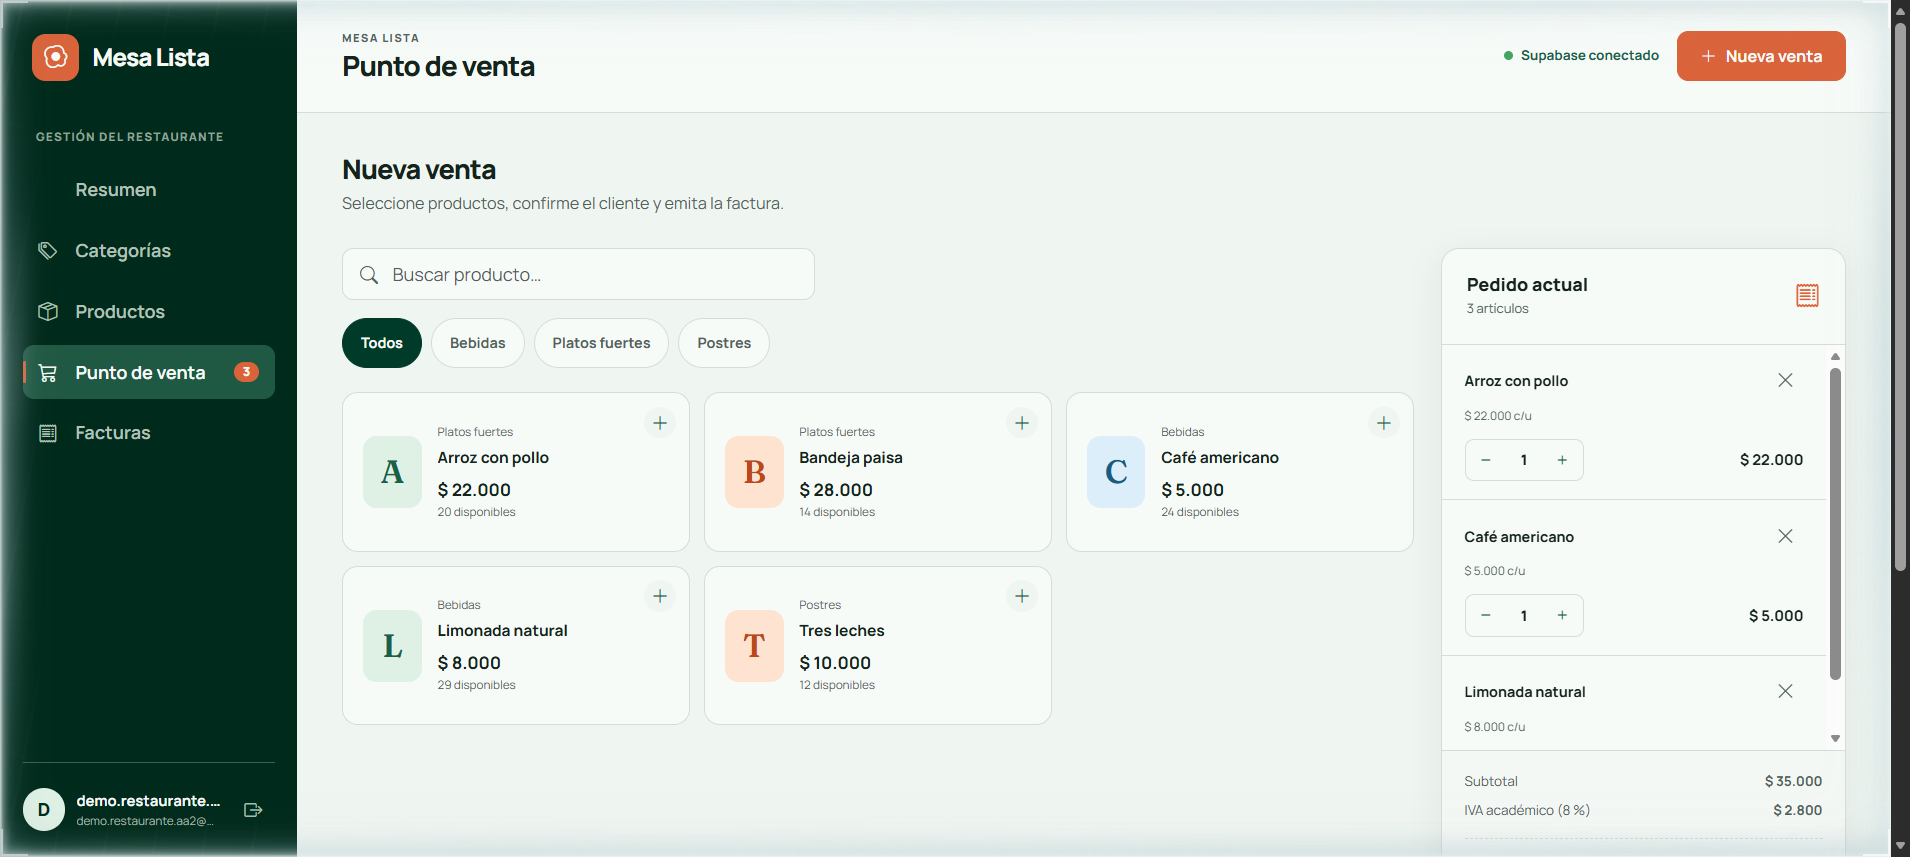 Mesa Lista
GESTIÓN DEL RESTAURANTE
Resumen
Categorías
Productos
Punto de venta 3
Facturas
D
demo.restaurante....
demo.restaurante.aa2@...
MESA LISTA
Punto de venta
Supabase conectado
+ Nueva venta
Nueva venta
Seleccione productos, confirme el cliente y emita la factura.
Buscar producto...
Todos
Bebidas
Platos fuertes
Postres
A
Platos fuertes
Arroz con pollo
$ 22.000
20 disponibles
+
B
Platos fuertes
Bandeja paisa
$ 28.000
14 disponibles
+
C
Bebidas
Café americano
$ 5.000
24 disponibles
+
L
Bebidas
Limonada natural
$ 8.000
29 disponibles
+
T
Postres
Tres leches
$ 10.000
12 disponibles
+
Pedido actual
3 artículos
Arroz con pollo
$ 22.000 c/u
− 1 + $ 22.000
Café americano
$ 5.000 c/u
− 1 + $ 5.000
Limonada natural
$ 8.000 c/u
Subtotal $ 35.000
IVA académico (8 %) $ 2.800